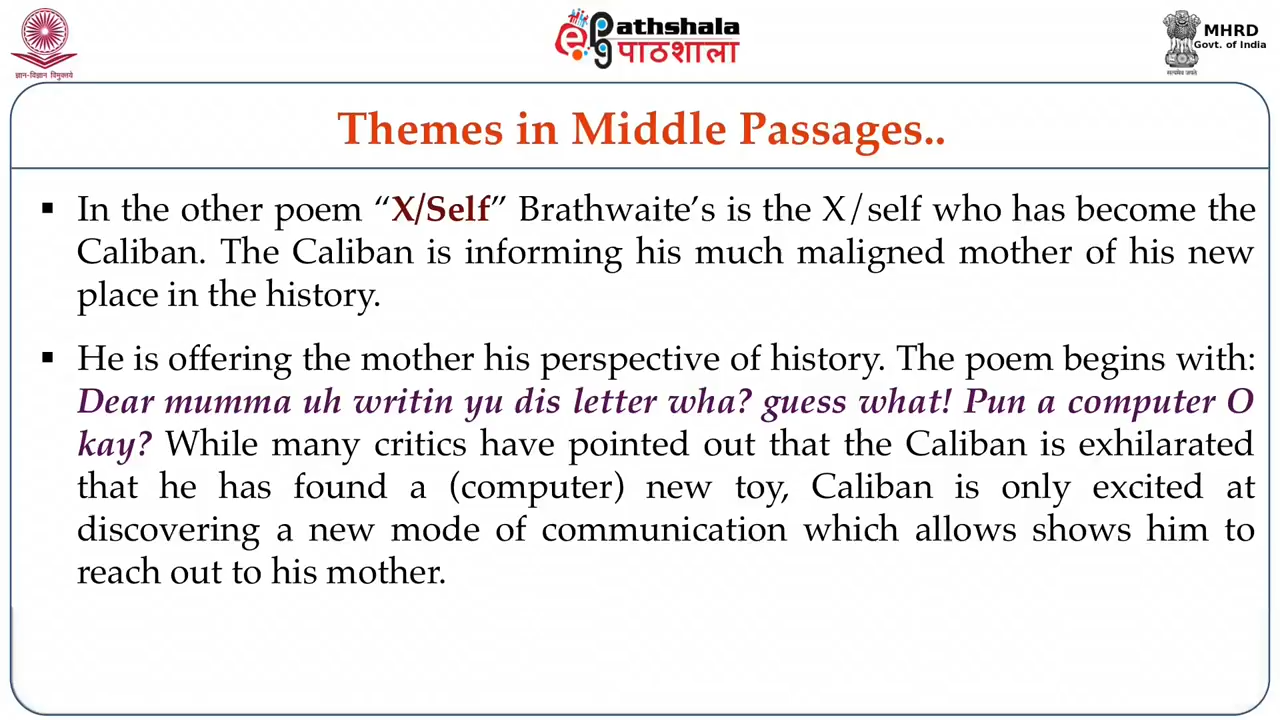 ज्ञान-विज्ञान विमुक्तये
ePg Pathshala
पाठशाला
सत्यमेव जयते
MHRD
Govt. of India
Themes in Middle Passages..
▪ In the other poem “X/Self” Brathwaite’s is the X/self who has become the
Caliban. The Caliban is informing his much maligned mother of his new
place in the history.
▪ He is offering the mother his perspective of history. The poem begins with:
Dear mumma uh writin yu dis letter wha? guess what! Pun a computer O
kay? While many critics have pointed out that the Caliban is exhilarated
that he has found a (computer) new toy, Caliban is only excited at
discovering a new mode of communication which allows shows him to
reach out to his mother.